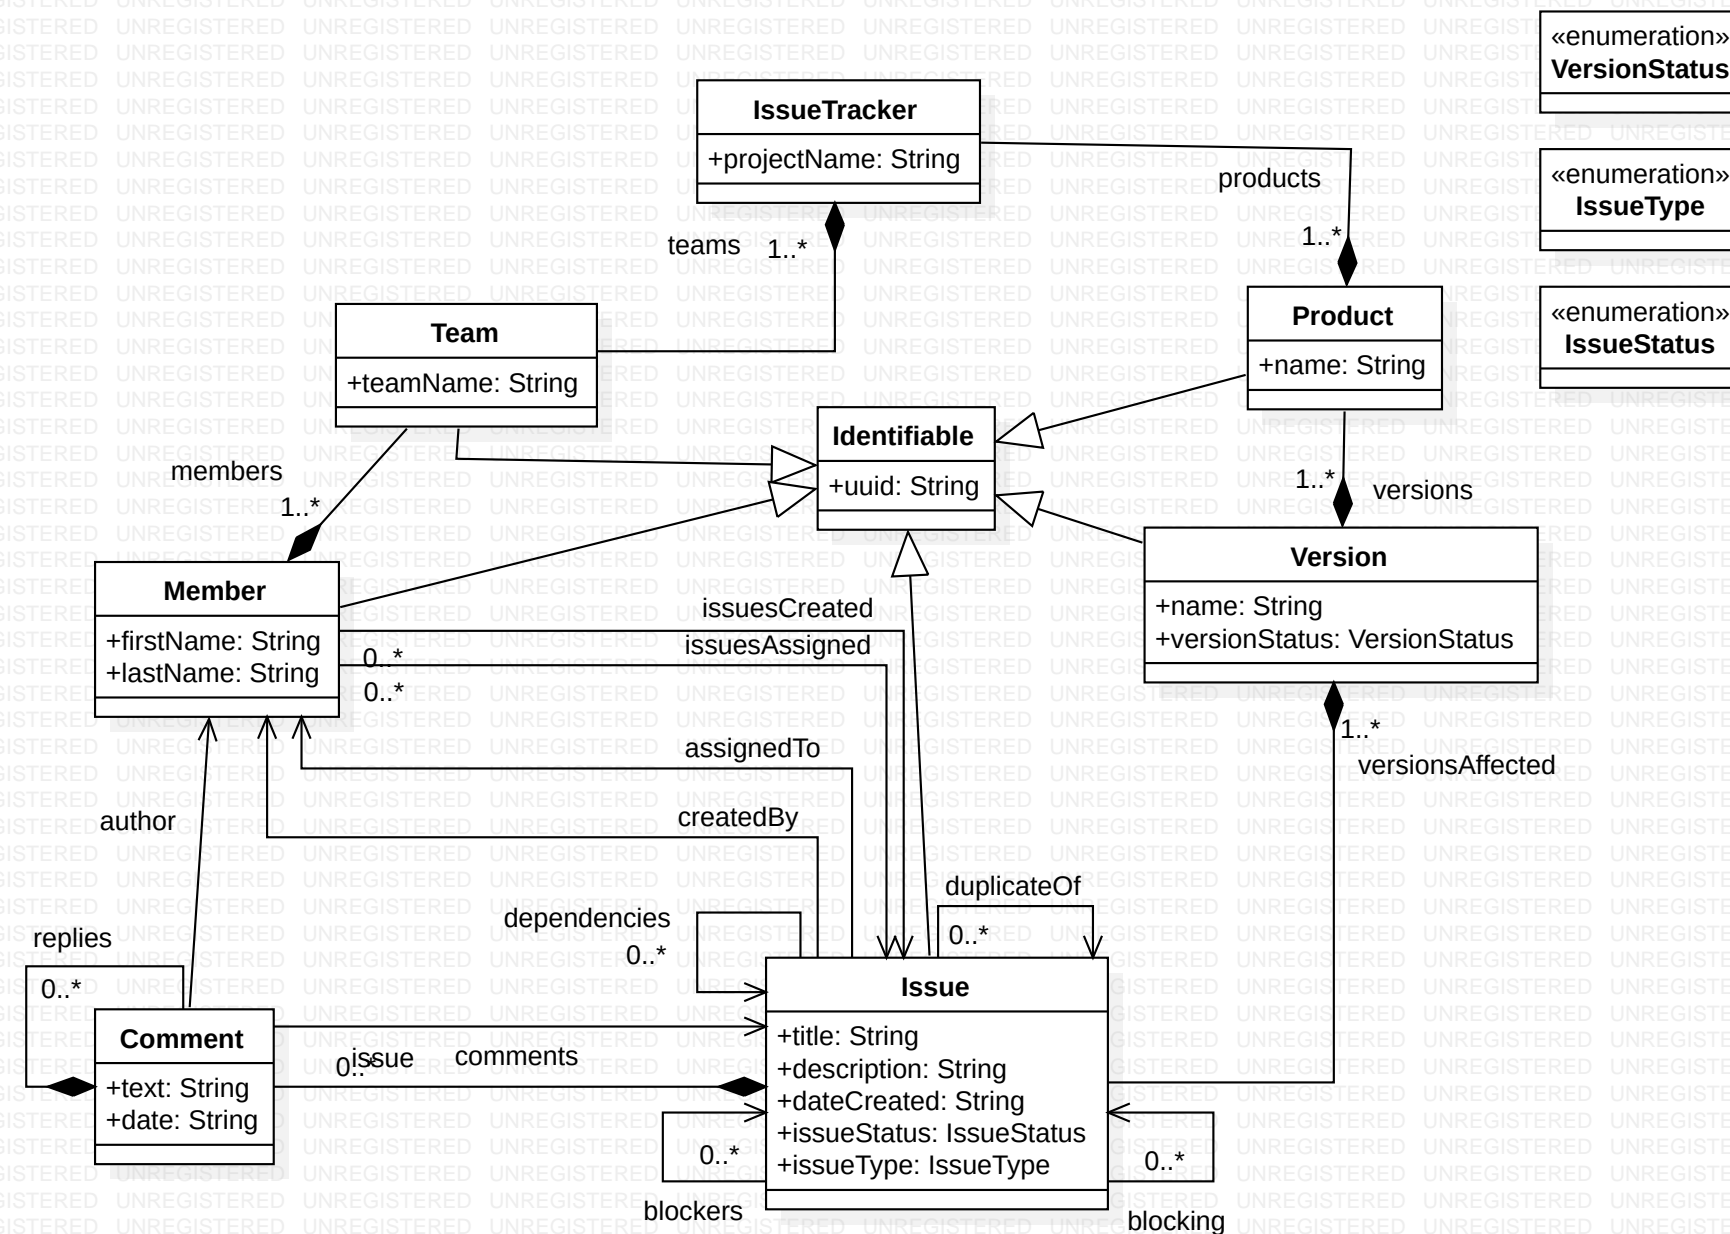 «enumeration»
VersionStatus
IssueTracker
+projectName: String
products
«enumeration»
IssueType
1..*
teams
1..*
Team
+teamName: String
Product
+name: String
«enumeration»
IssueStatus
Identifiable
+uuid: String
members
1..*
1..*
versions
Member
+firstName: String
+lastName: String
Version
+name: String
+versionStatus: VersionStatus
issuesCreated
0..*
issuesAssigned
0..*
1..*
versionsAffected
assignedTo
author
createdBy
duplicateOf
0..*
dependencies
0..*
replies
0..*
Comment
+text: String
+date: String
issue
0..*
comments
Issue
+title: String
+description: String
+dateCreated: String
+issueStatus: IssueStatus
+issueType: IssueType
0..*
blockers
0..*
blocking
UNREGISTERED